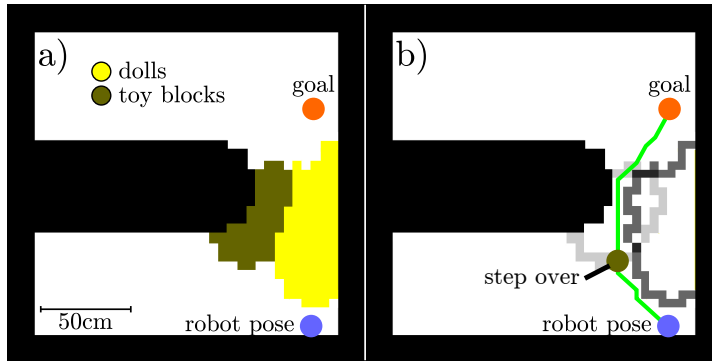 a)
dolls
toy blocks
goal
50cm
robot pose
b)
goal
step over
robot pose